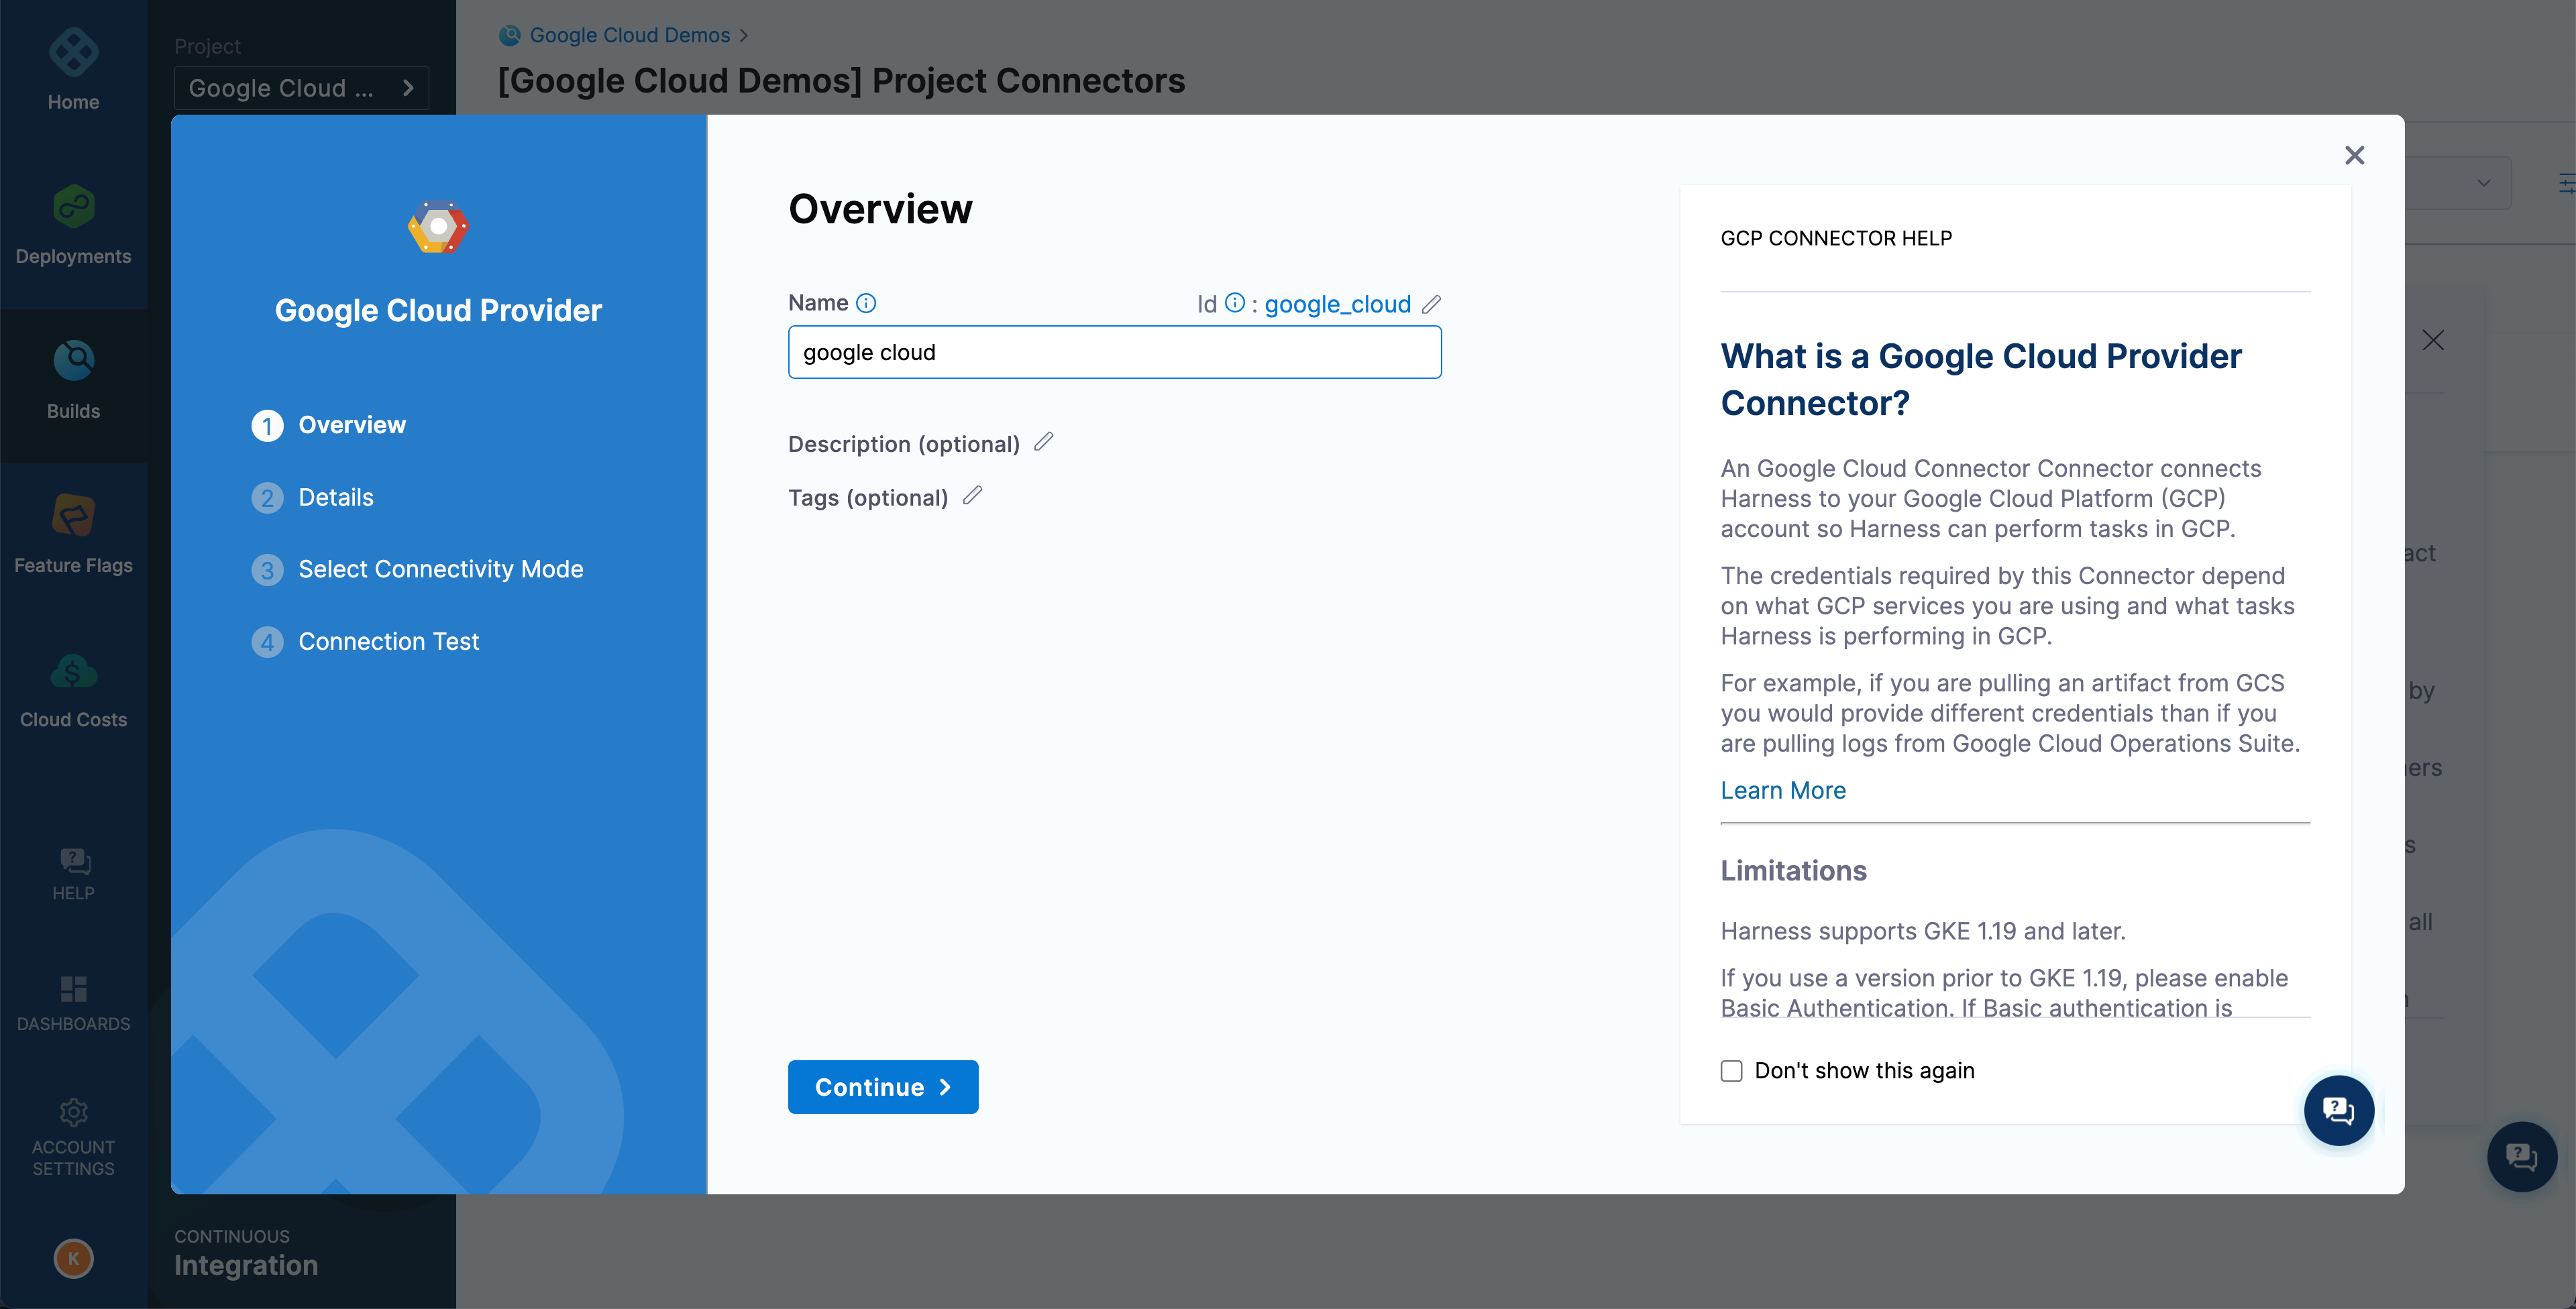 Home
Deployments
Builds
Feature Flags
Cloud Costs
HELP
DASHBOARDS
ACCOUNT
SETTINGS
K
Project
Google Cloud ...
CONTINUOUS
Integration
Google Cloud Demos
[Google Cloud Demos] Project Connectors
Google Cloud Provider
1 Overview
2 Details
3 Select Connectivity Mode
4 Connection Test
Overview
Name
Id : google_cloud
google cloud
Description (optional)
Tags (optional)
Continue
GCP CONNECTOR HELP
What is a Google Cloud Provider
Connector?
An Google Cloud Connector Connector connects
Harness to your Google Cloud Platform (GCP)
account so Harness can perform tasks in GCP.
The credentials required by this Connector depend
on what GCP services you are using and what tasks
Harness is performing in GCP.
For example, if you are pulling an artifact from GCS
you would provide different credentials than if you
are pulling logs from Google Cloud Operations Suite.
Learn More
Limitations
Harness supports GKE 1.19 and later.
If you use a version prior to GKE 1.19, please enable
Basic Authentication. If Basic authentication is
Don't show this again
by
all